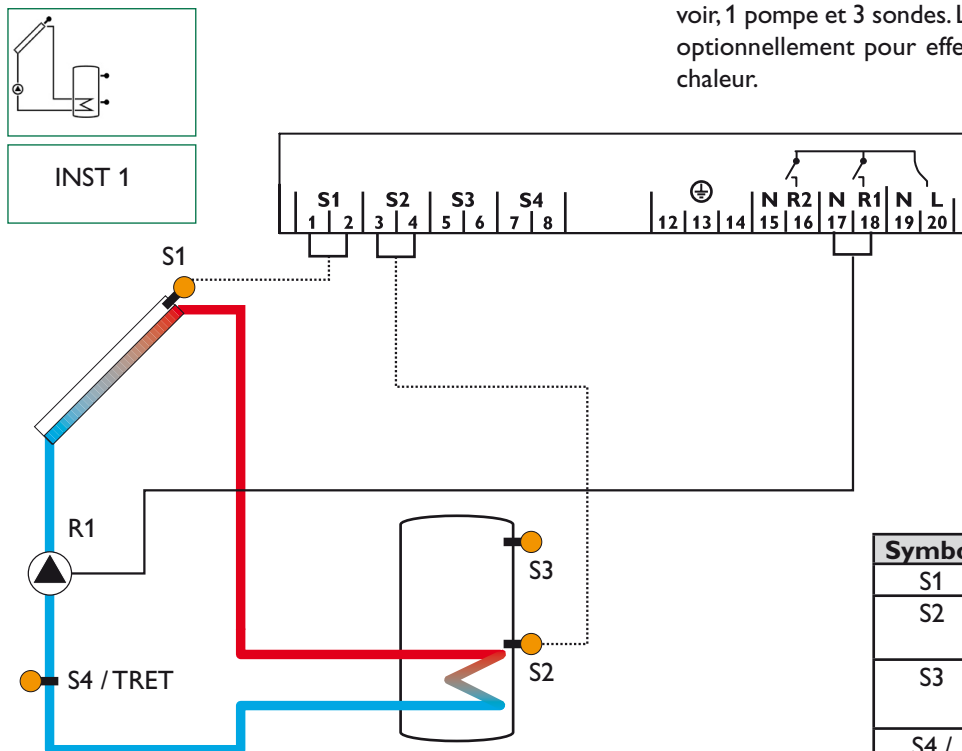 voir, 1 pompe et 3 sondes. L
optionnellement pour effe
chaleur.
INST 1
S1 S2 S3 S4 N R2 N R1 N L
1 2 3 4 5 6 7 8 12 13 14 15 16 17 18 19 20
S1
R1
S3
S2
S4 / TRET
Symbo
S1
S2
S3
S4 /